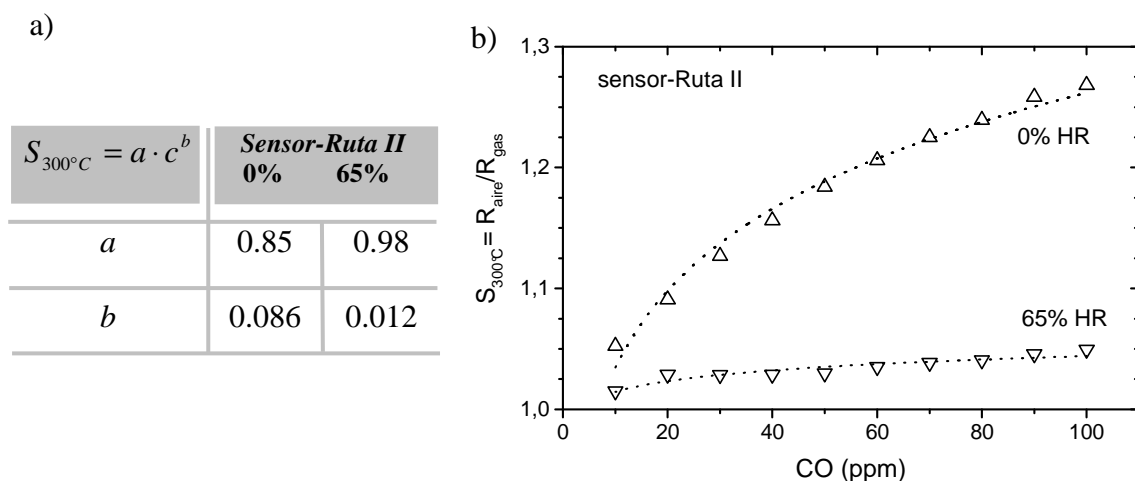 a)
S300°C = a · c^b
Sensor-Ruta II
0% 65%
a 0.85 0.98
b 0.086 0.012
b)
sensor-Ruta II
0% HR
65% HR
S300°C= Raire/Rgas
1,3
1,2
1,1
1,0
0 20 40 60 80 100
CO (ppm)